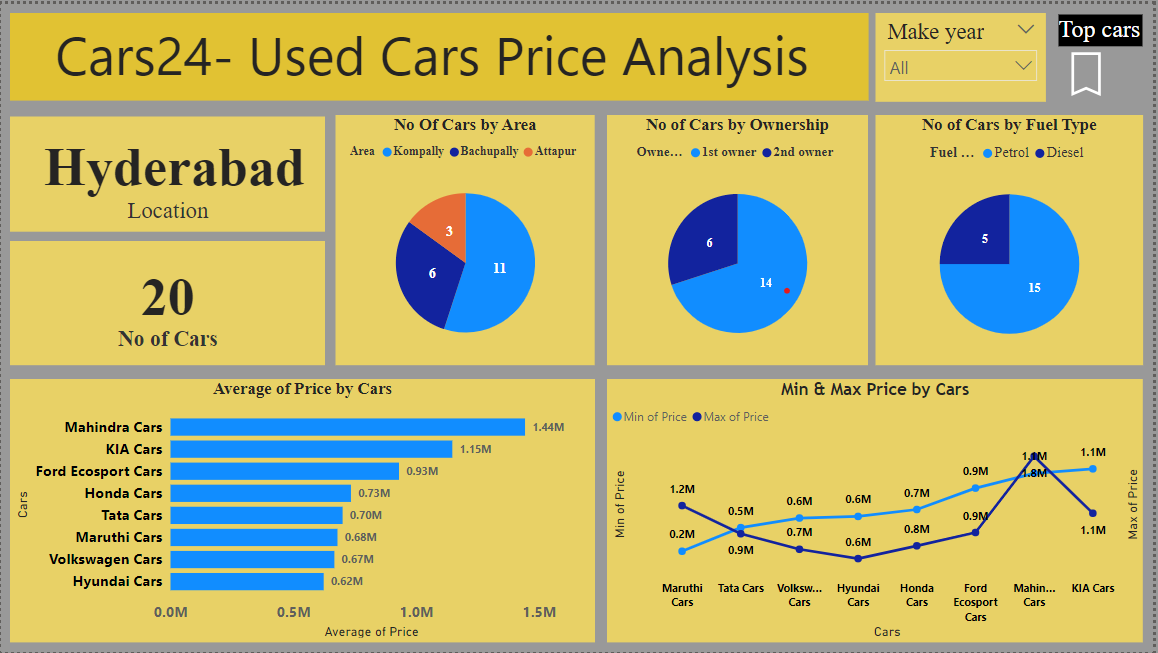 Cars24- Used Cars Price Analysis
Make year
All
Top cars
Hyderabad
Location
20
No of Cars
No Of Cars by Area
Area Kompally Bachupally Attapur
3
6
11
No of Cars by Ownership
Owne... 1st owner 2nd owner
6
14
No of Cars by Fuel Type
Fuel ... Petrol Diesel
5
15
Average of Price by Cars
Cars
Mahindra Cars 1.44M
KIA Cars 1.15M
Ford Ecosport Cars 0.93M
Honda Cars 0.73M
Tata Cars 0.70M
Maruthi Cars 0.68M
Volkswagen Cars 0.67M
Hyundai Cars 0.62M
0.0M 0.5M 1.0M 1.5M
Average of Price
Min & Max Price by Cars
Min of Price Max of Price
Min of Price
Max of Price
1.2M 0.5M 0.6M 0.6M 0.7M 0.9M 1.1M
0.2M 0.9M 0.7M 0.6M 0.8M 0.9M 1.8M 1.1M
Maruthi Cars
Tata Cars
Volksw... Cars
Hyundai Cars
Honda Cars
Ford Ecosport Cars
Mahin... Cars
KIA Cars
Cars